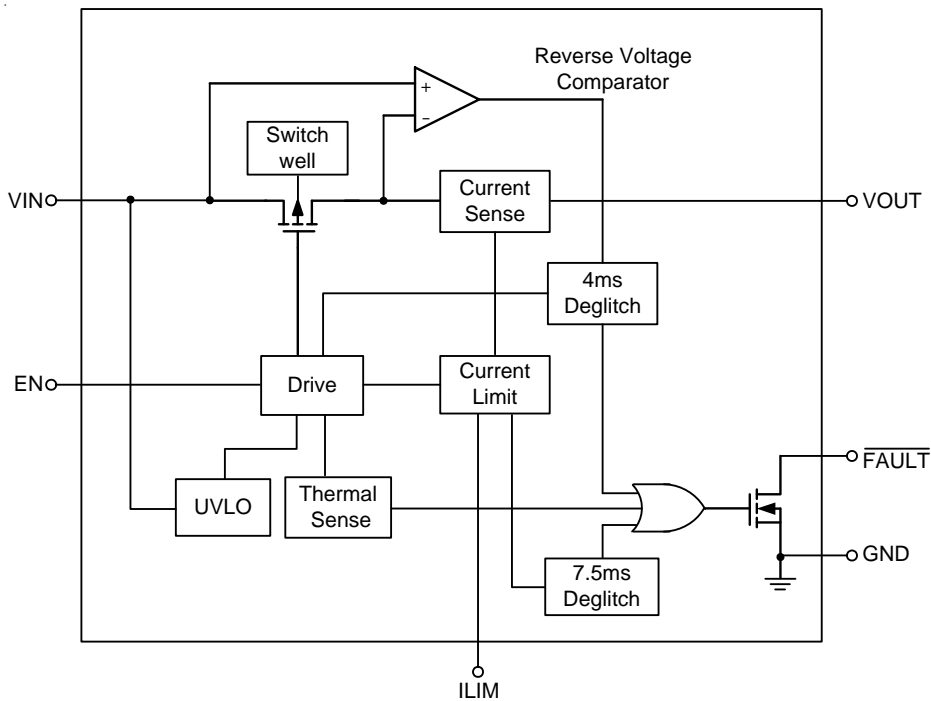 Reverse Voltage
Comparator
+
−
Switch
well
VIN
Current
Sense
VOUT
4ms
Deglitch
EN
Drive
Current
Limit
FAULT
UVLO
Thermal
Sense
GND
7.5ms
Deglitch
ILIM